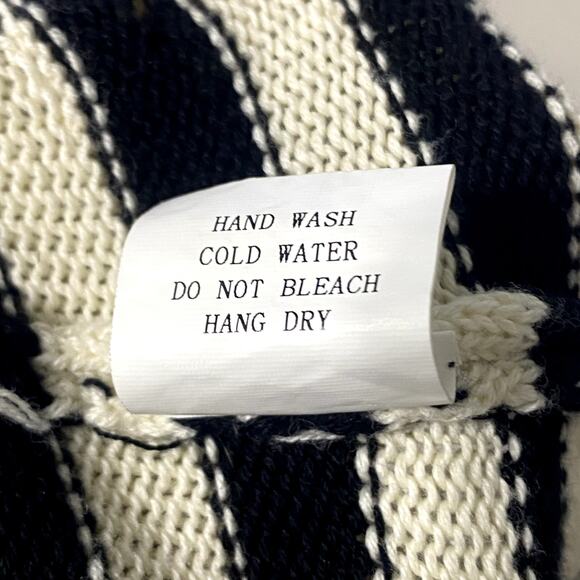 HAND WASH
COLD WATER
DO NOT BLEACH
HANG DRY